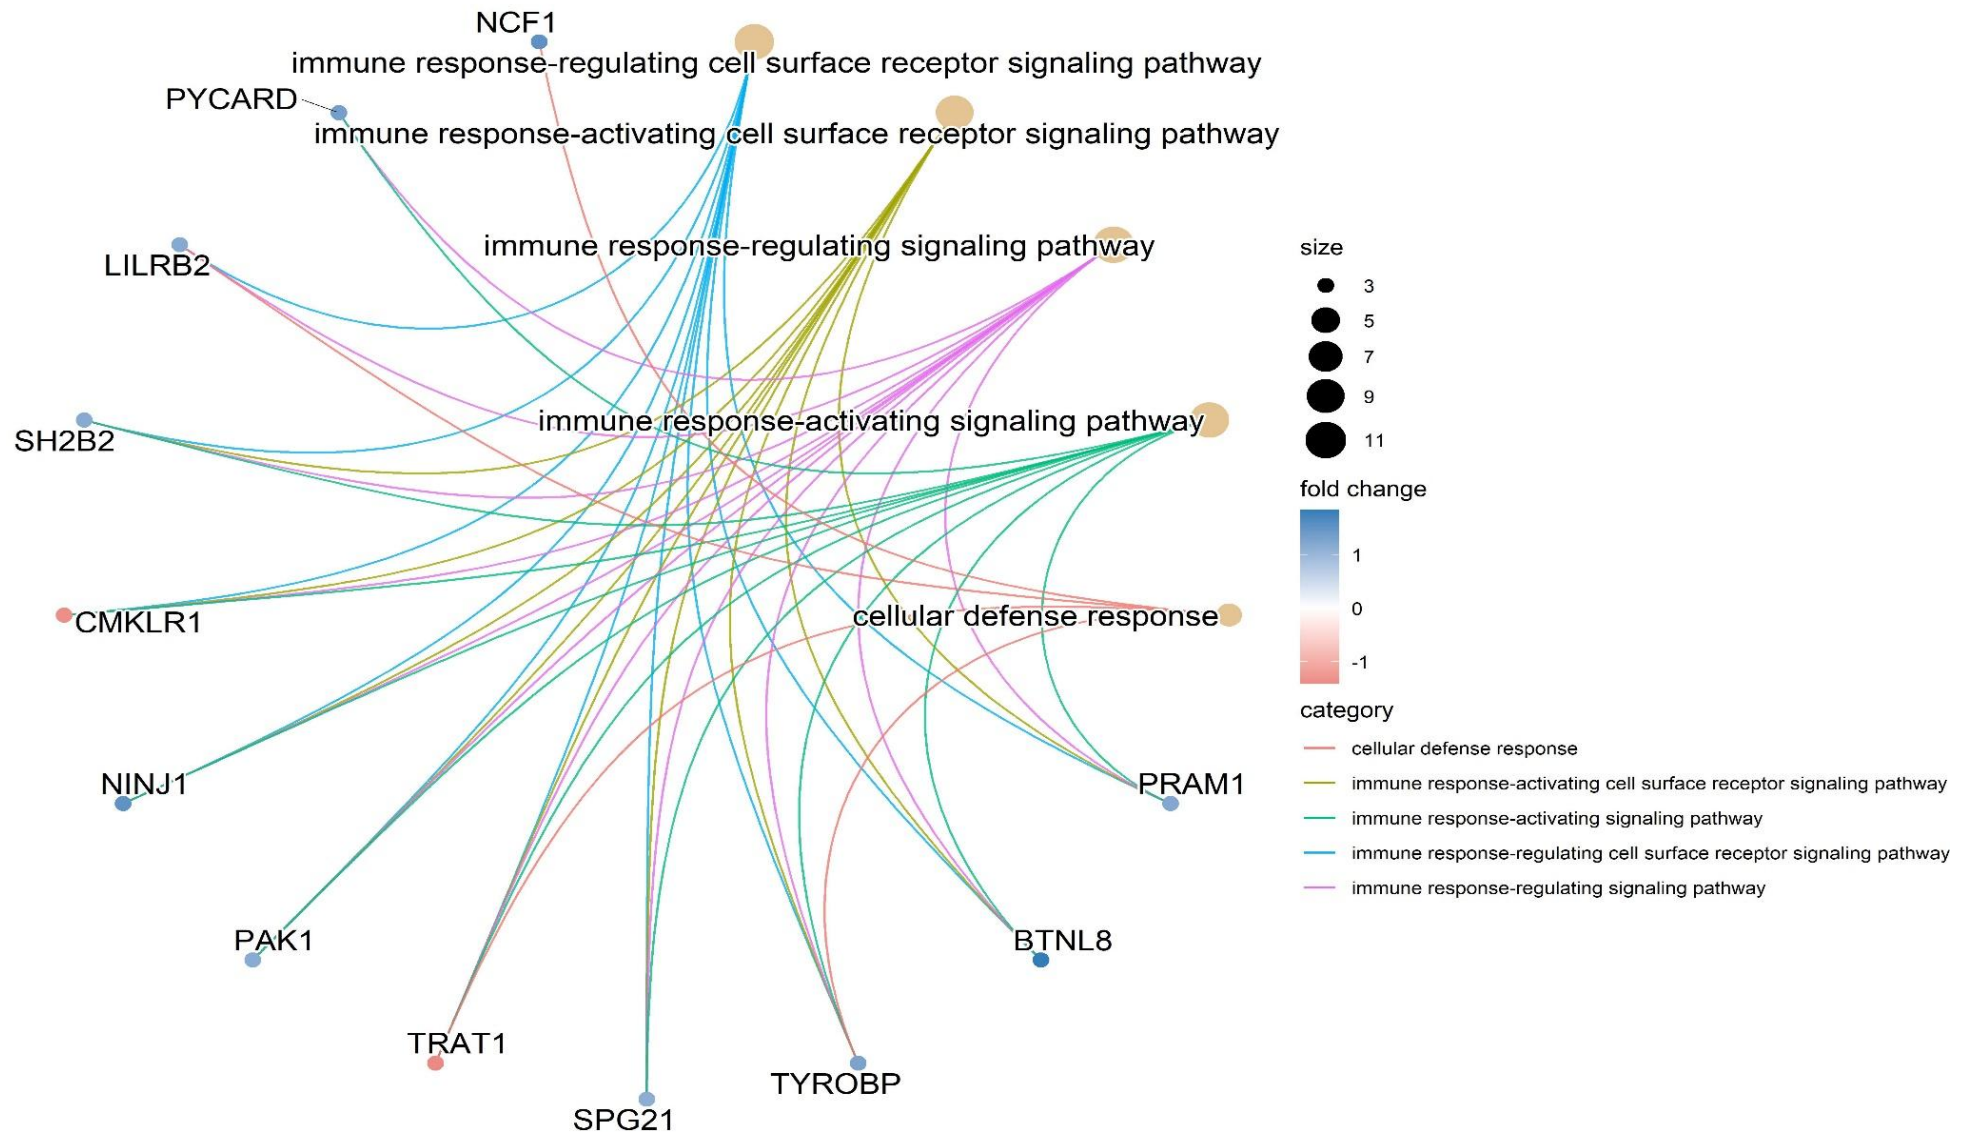 NCF1
immune response-regulating cell surface receptor signaling pathway
PYCARD
immune response-activating cell surface receptor signaling pathway
LILRB2
immune response-regulating signaling pathway
SH2B2
immune response-activating signaling pathway
CMKLR1
cellular defense response
NINJ1
PRAM1
PAK1
BTNL8
TRAT1
TYROBP
SPG21
size
3
5
7
9
11
fold change
1
0
-1
category
cellular defense response
immune response-activating cell surface receptor signaling pathway
immune response-activating signaling pathway
immune response-regulating cell surface receptor signaling pathway
immune response-regulating signaling pathway